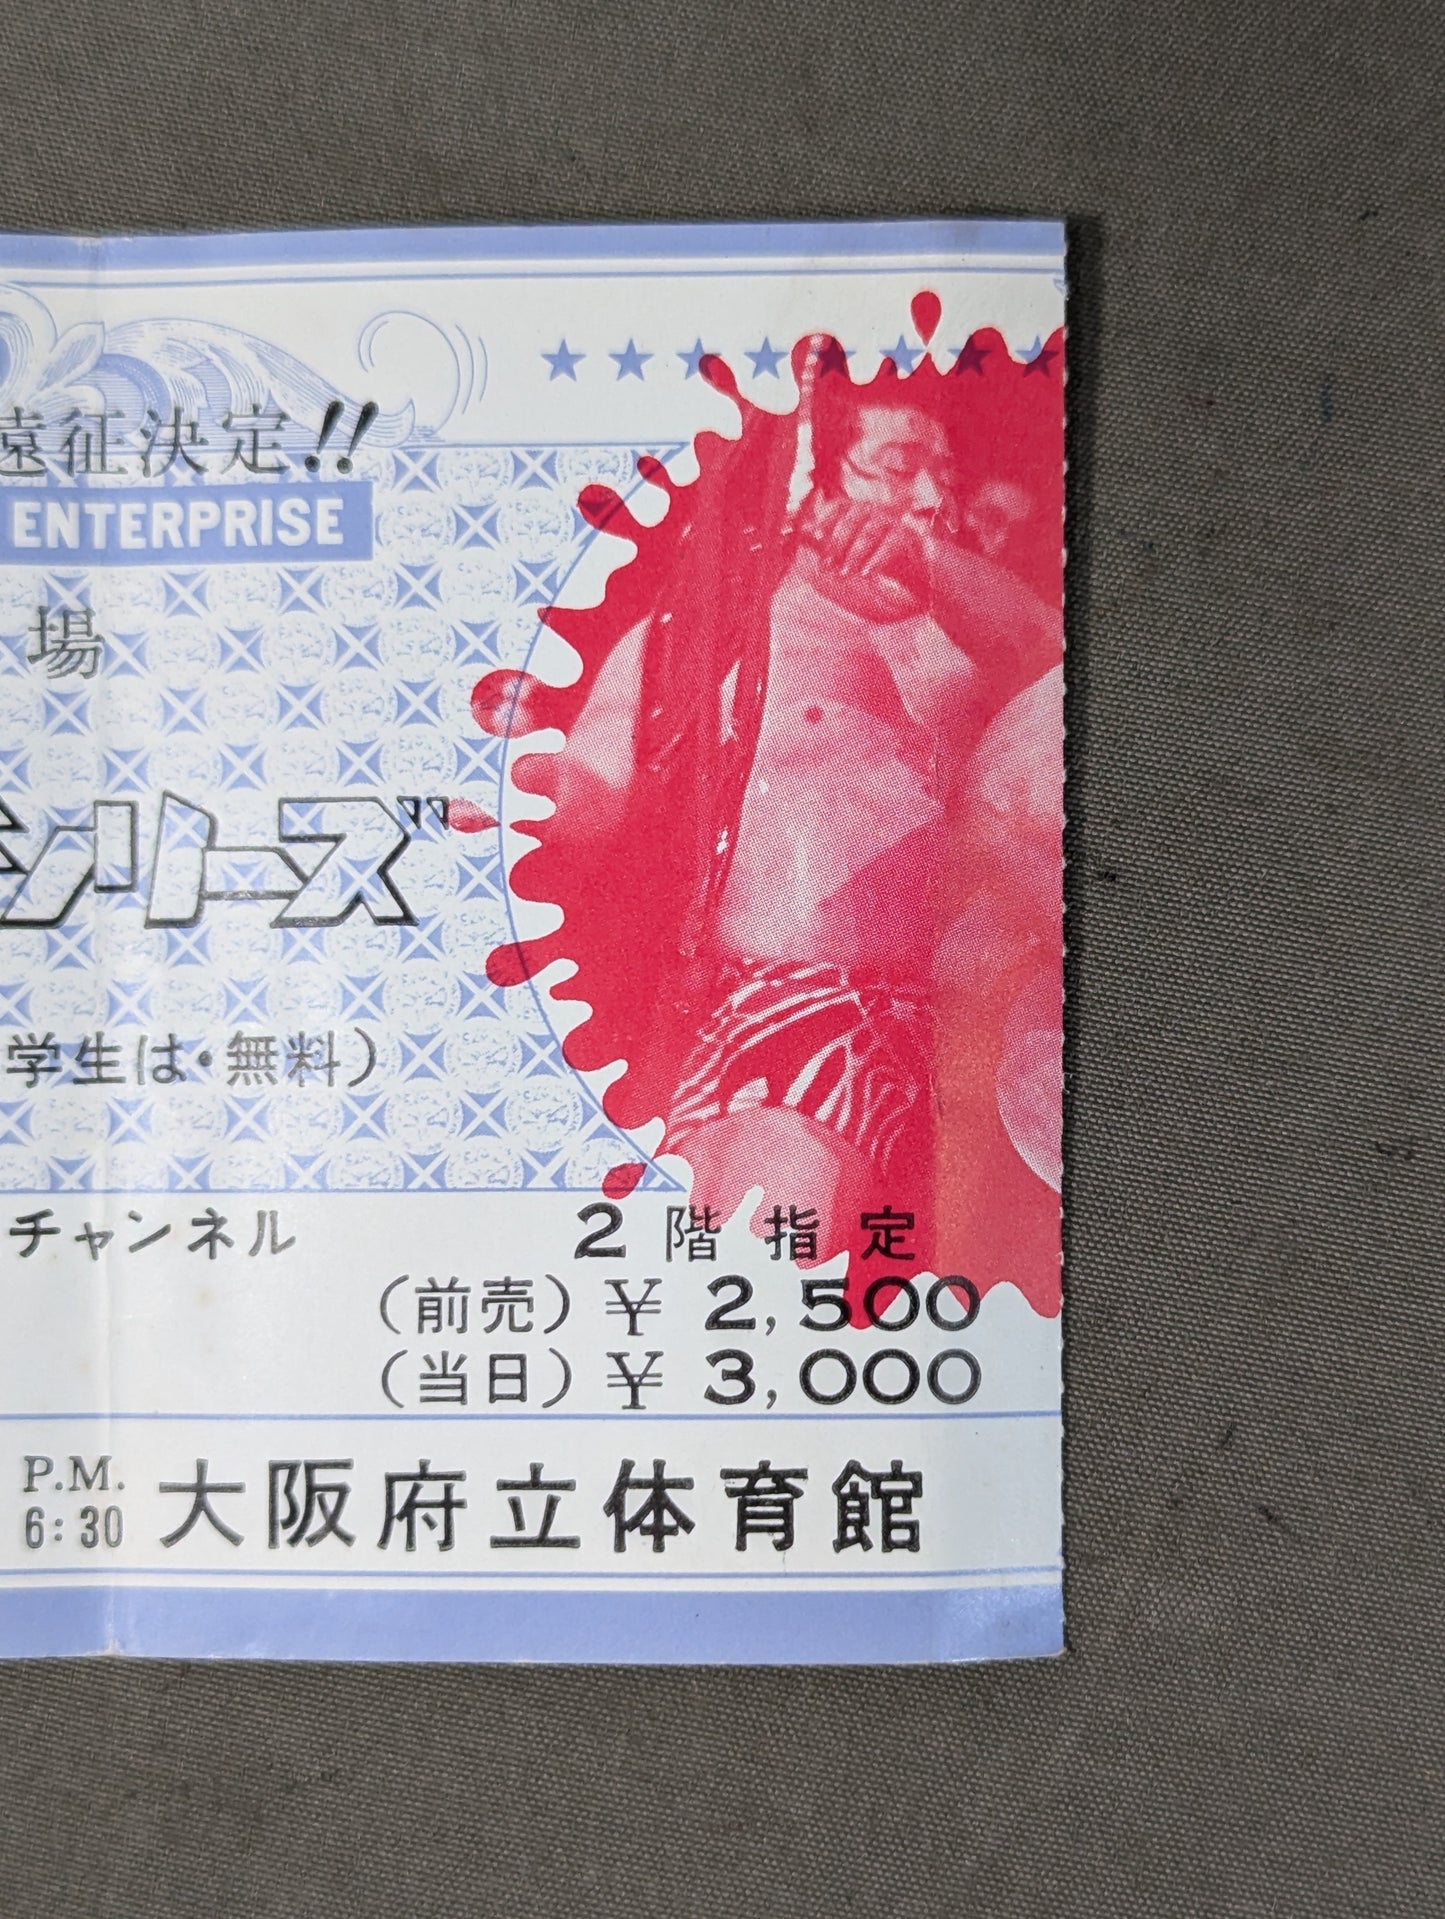 遠征決定!!
ENTERPRISE
場
シリーズ
学生は・無料)
チャンネル
2階指定
(前売)¥2,500
(当日)¥3,000
P.M. 6:30 大阪府立体育館